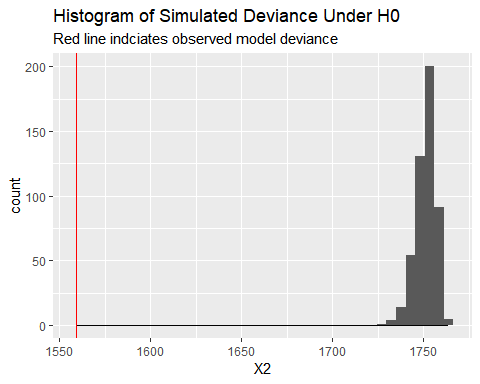 Histogram of Simulated Deviance Under H0
Red line indciates observed model deviance
200
150
100
50
0
count
1550 1600 1650 1700 1750
X2